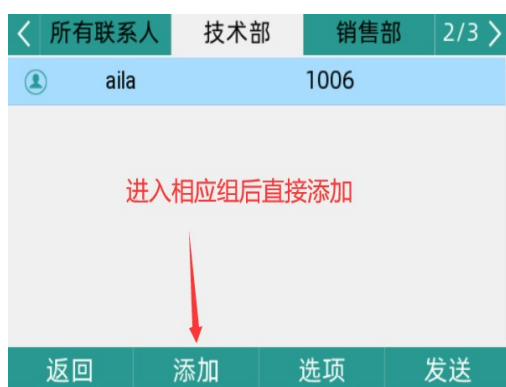 所有联系人 技术部 销售部 2/3
aila 1006
进入相应组后直接添加
返回 添加 选项 发送